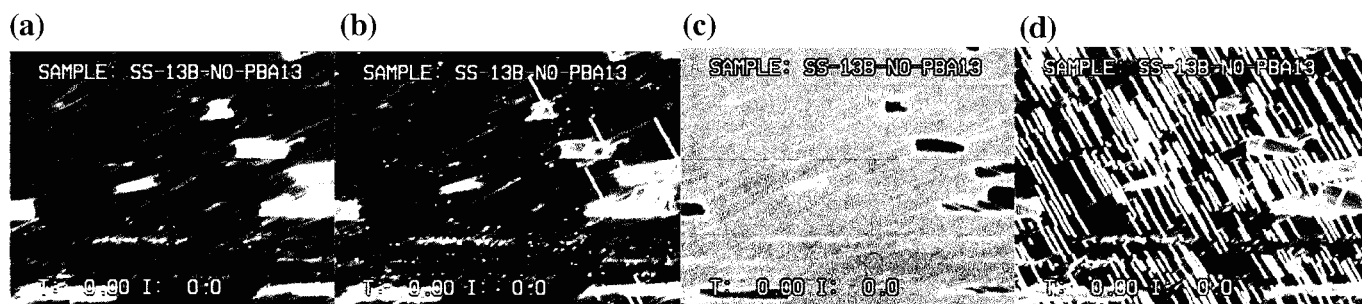 (a)
SAMPLE: SS-13B-NO-PBA13
T: 0.00 I: 0.0
(b)
SAMPLE: SS-13B-NO-PBA13
T: 0.00 I: 0.0
(c)
SAMPLE: SS-13B-NO-PBA13
T: 0.00 I: 0.0
(d)
SAMPLE: SS-13B-NO-PBA13
T: 0.00 I: 0.0